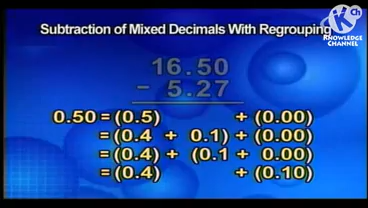 Subtraction of Mixed Decimals With Regrouping
K Ch
KNOWLEDGE
CHANNEL
16.50
- 5.27
0.50 = (0.5) + (0.00)
= (0.4 + 0.1) + (0.00)
= (0.4) + (0.1 + 0.00)
= (0.4) + (0.10)